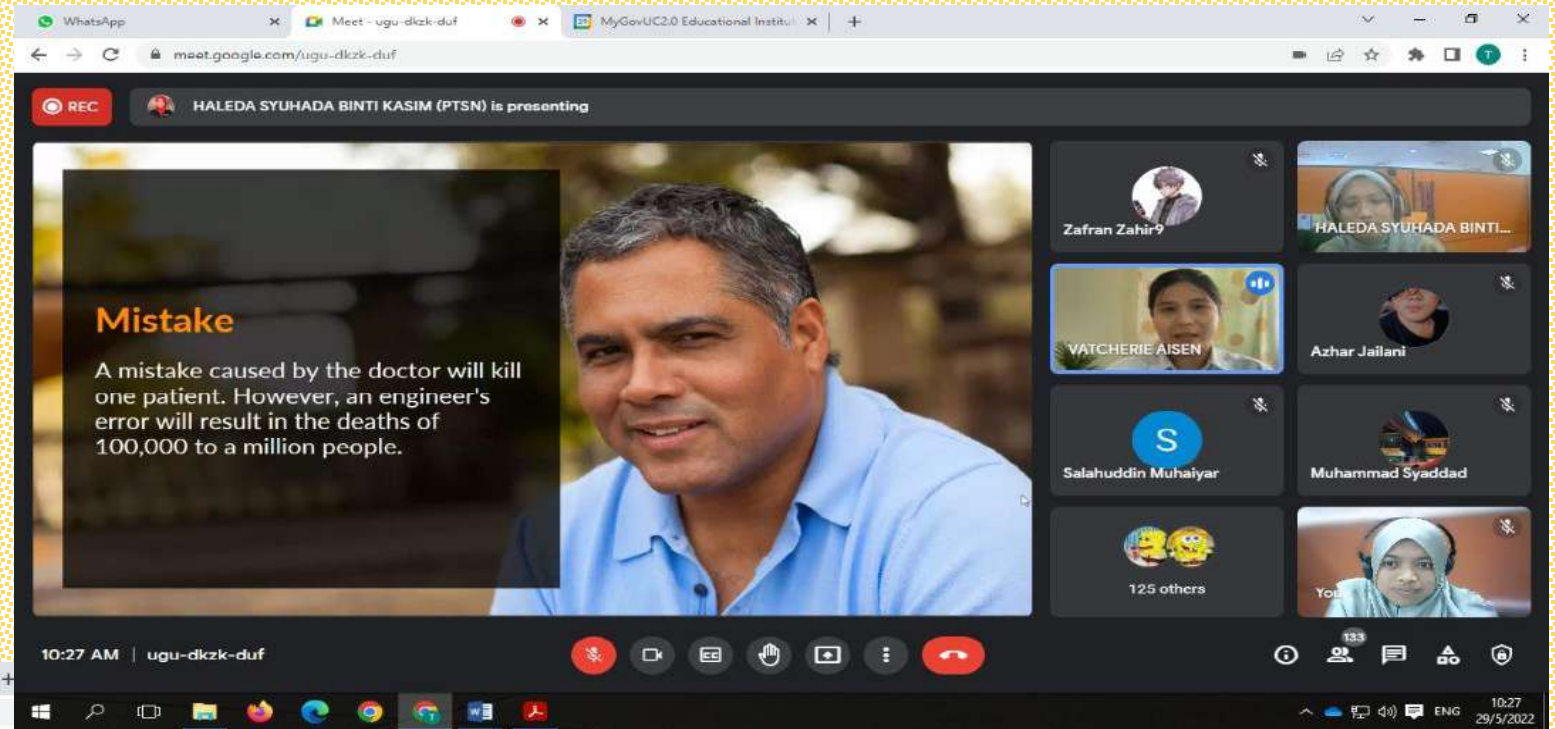 WhatsApp
Meet - ugu-dkzk-duf
MyGovUC2.0 Educational Institut
meet.google.com/ugu-dkzk-duf
T
REC
HALEDA SYUHADA BINTI KASIM (PTSN) is presenting
Mistake
A mistake caused by the doctor will kill
one patient. However, an engineer's
error will result in the deaths of
100,000 to a million people.
Zafran Zahir9
HALEDA SYUHADA BINTI...
VATCHERIE AISEN
Azhar Jailani
S
Salahuddin Muhaiyar
Muhammad Syaddad
125 others
You
10:27 AM | ugu-dkzk-duf
CC
133
ENG
10:27
29/5/2022